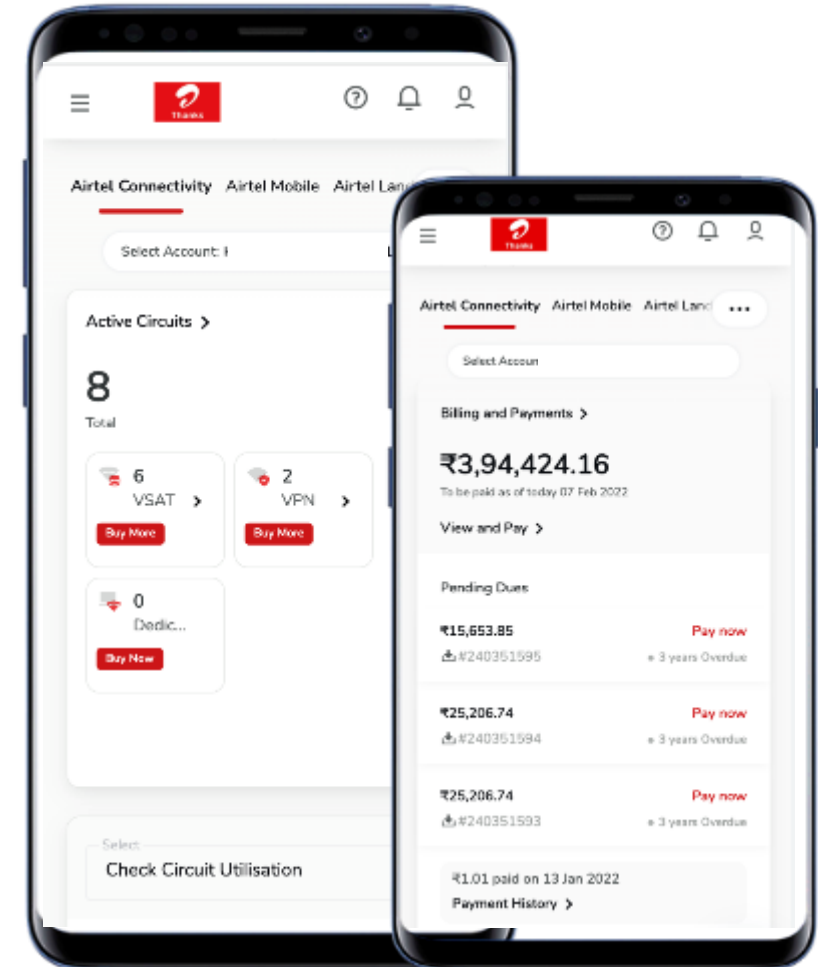 Thanks
Airtel Connectivity Airtel Mobile Airtel Lan
Select Account:
Active Circuits >
8
Total
6
VSAT >
Buy More
2
VPN >
Buy More
0
Dedic...
Buy Now
Select
Check Circuit Utilisation
Thanks
Airtel Connectivity Airtel Mobile Airtel Land ...
Select Accoun
Billing and Payments >
₹3,94,424.16
To be paid as of today 07 Feb 2022
View and Pay >
Pending Dues
₹15,653.85 Pay now
#240351595 3 years Overdue
₹25,206.74 Pay now
#240351594 3 years Overdue
₹25,206.74 Pay now
#240351593 3 years Overdue
₹1.01 paid on 13 Jan 2022
Payment History >